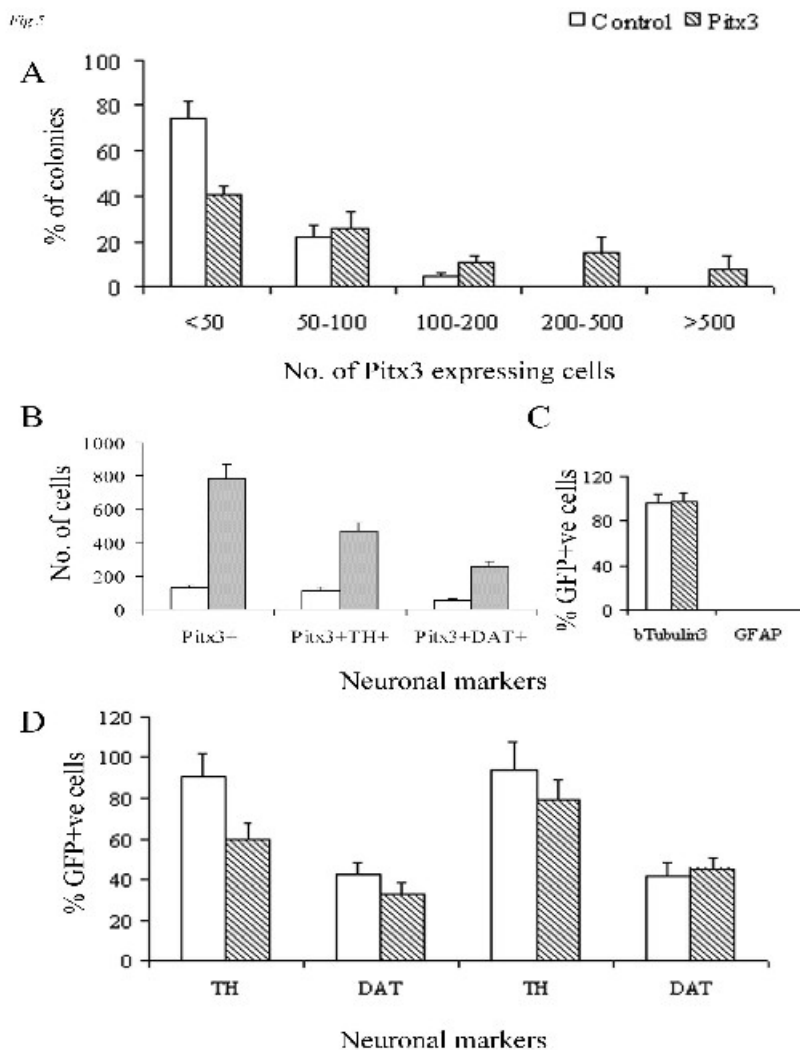 Fig 5
Control Pitx3
A
% of colonies
100
80
60
40
20
0
<50 50-100 100-200 200-500 >500
No. of Pitx3 expressing cells
B
No. of cells
1000
800
600
400
200
0
Pitx3+ Pitx3+TH+ Pitx3+DAT+
C
% GFP+ve cells
120
80
40
0
bTubulin3 GFAP
Neuronal markers
D
% GFP+ve cells
120
100
80
60
40
20
0
TH DAT TH DAT
Neuronal markers